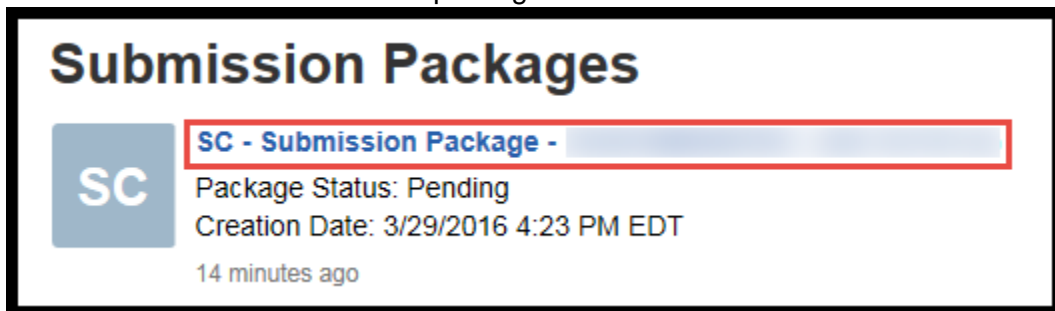 Submission Packages
SC - Submission Package -
SC
Package Status: Pending
Creation Date: 3/29/2016 4:23 PM EDT
14 minutes ago